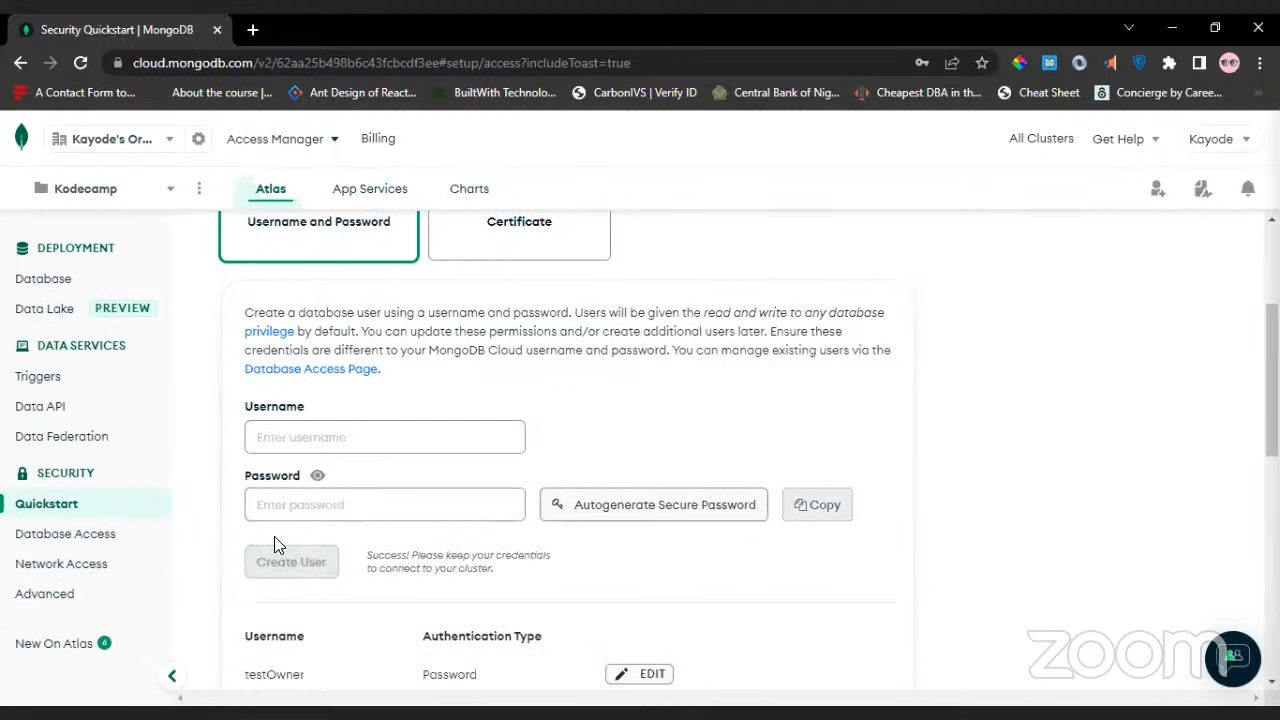 Security Quickstart | MongoDB
cloud.mongodb.com/v2/62aa25b498b6c43fcbcdf3ee#setup/access?includeToast=true
A Contact Form to...
About the course |...
Ant Design of React...
BuiltWith Technolo...
CarbonIVS | Verify ID
Central Bank of Nig...
Cheapest DBA in th...
Cheat Sheet
Concierge by Caree...
Kayode's Or...
Access Manager
Billing
All Clusters
Get Help
Kayode
Kodecamp
Atlas
App Services
Charts
Username and Password
Certificate
DEPLOYMENT
Database
Data Lake PREVIEW
DATA SERVICES
Triggers
Data API
Data Federation
SECURITY
Quickstart
Database Access
Network Access
Advanced
New On Atlas 4
Create a database user using a username and password. Users will be given the read and write to any database
privilege by default. You can update these permissions and/or create additional users later. Ensure these
credentials are different to your MongoDB Cloud username and password. You can manage existing users via the
Database Access Page.
Username
Enter username
Password
Enter password
Autogenerate Secure Password
Copy
Create User
Success! Please keep your credentials
to connect to your cluster.
Username
Authentication Type
testOwner
Password
EDIT
zoom